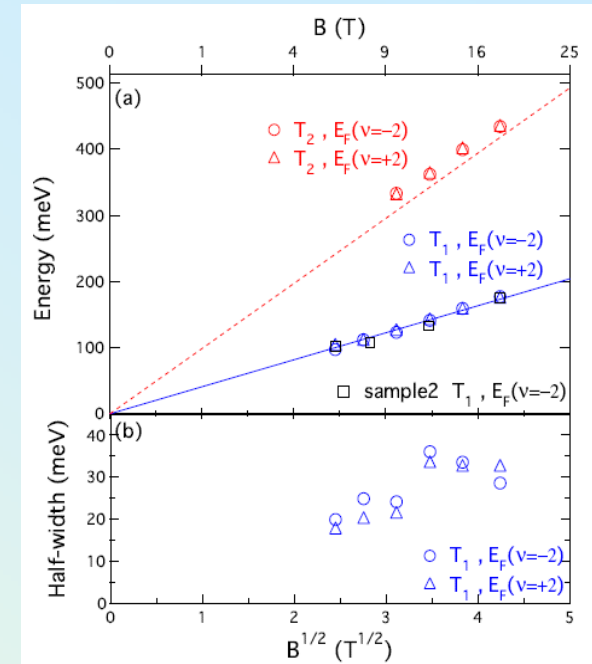 B (T)
0 1 4 9 16 25
500
(a)
T2 , EF(ν=−2)
T2 , EF(ν=+2)
400
300
T1 , EF(ν=−2)
T1 , EF(ν=+2)
200
100
sample2 T1 , EF(ν=−2)
0
Energy (meV)
(b)
40
30
20
10
0
T1 , EF(ν=−2)
T1 , EF(ν=+2)
Half-width (meV)
0 1 2 3 4 5
B^1/2 (T^1/2)